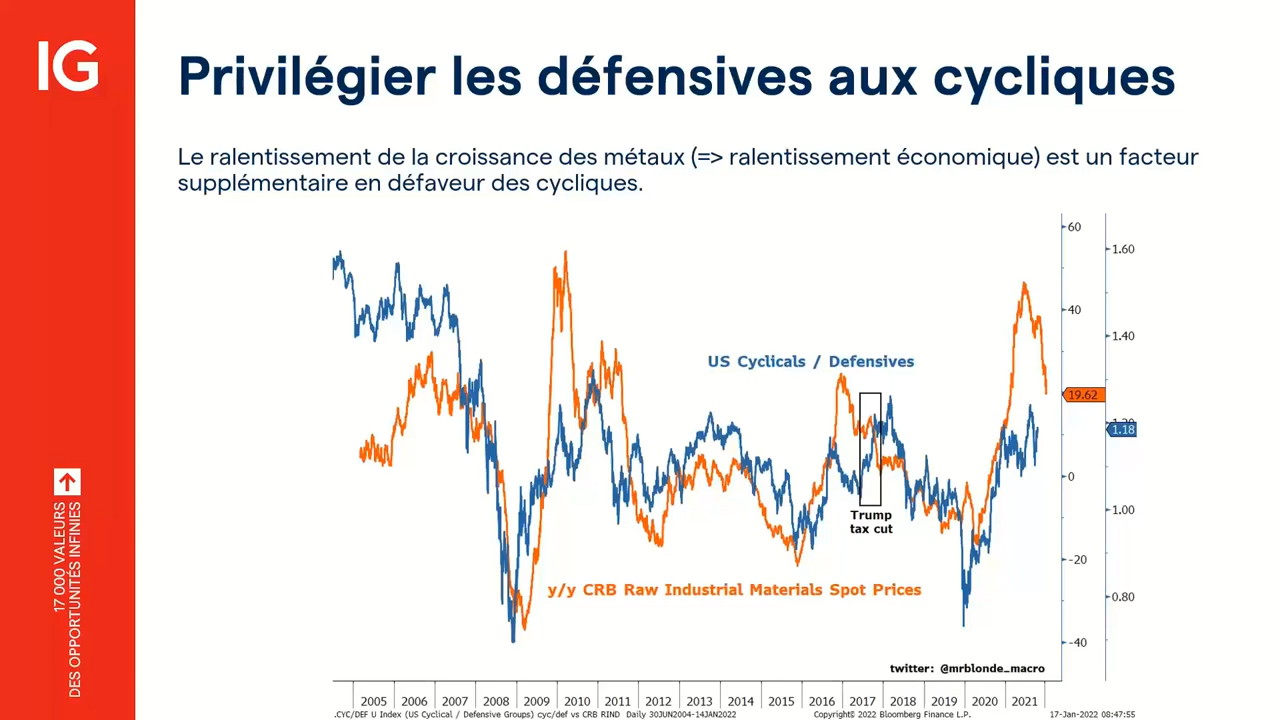 IG
Privilégier les défensives aux cycliques
Le ralentissement de la croissance des métaux (=> ralentissement économique) est un facteur
supplémentaire en défaveur des cycliques.
17 000 VALEURS
DES OPPORTUNITÉS INFINIES
US Cyclicals / Defensives
Trump
tax cut
y/y CRB Raw Industrial Materials Spot Prices
60
40
19.62
0
-20
-40
1.60
1.40
1.18
1.00
0.80
twitter: @mrblonde_macro
2005 2006 2007 2008 2009 2010 2011 2012 2013 2014 2015 2016 2017 2018 2019 2020 2021
.CYC/DEF U Index (US Cyclical / Defensive Groups) cyc/def vs CRB RIND Daily 30JUN2004-14JAN2022 Copyright© 2022 Bloomberg Finance L.P. 17-Jan-2022 08:47:55